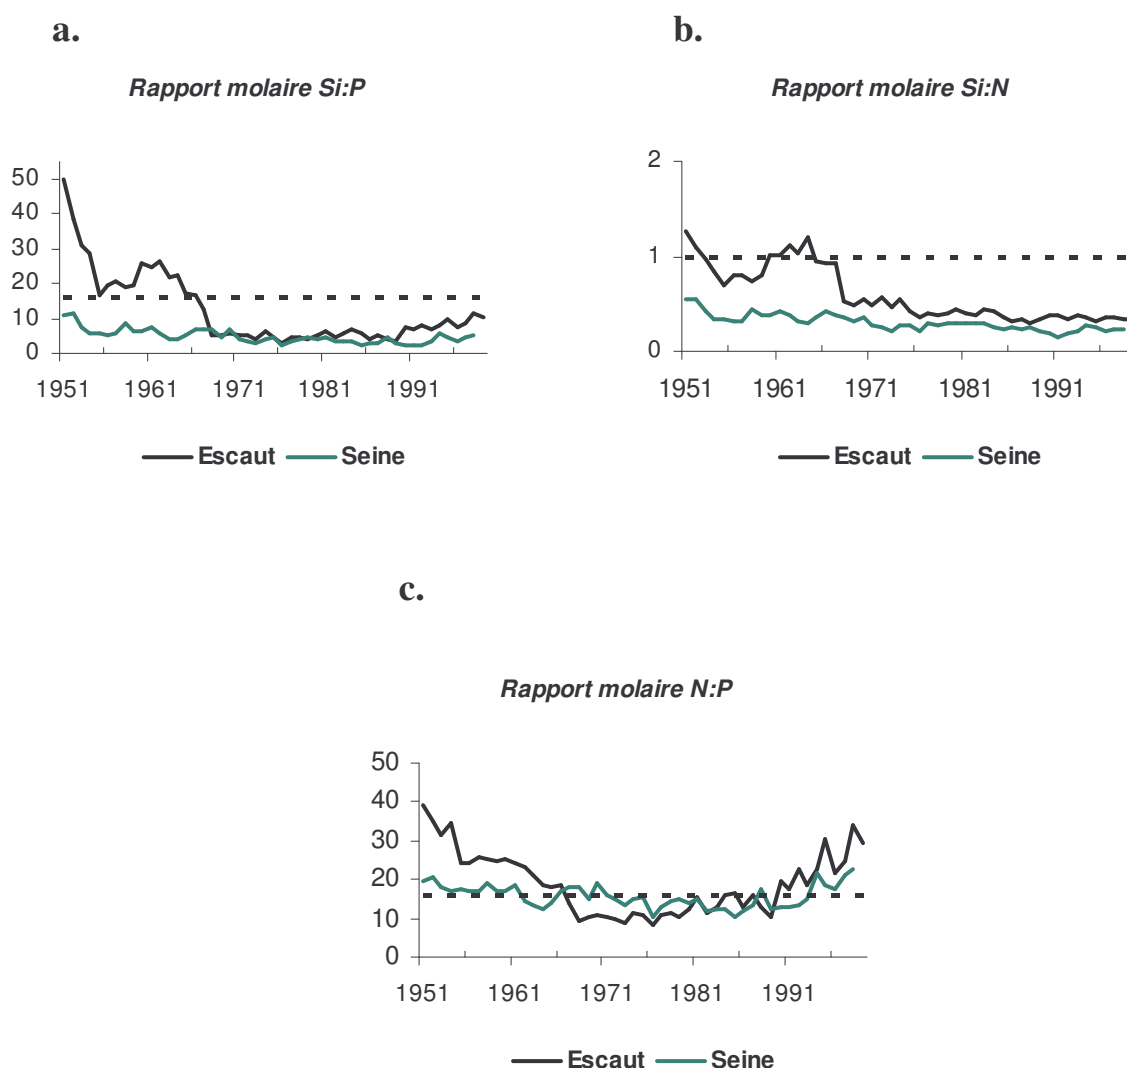 a.
Rapport molaire Si:P
50
40
30
20
10
0
1951 1961 1971 1981 1991
Escaut Seine
b.
Rapport molaire Si:N
2
1
0
1951 1961 1971 1981 1991
Escaut Seine
c.
Rapport molaire N:P
50
40
30
20
10
0
1951 1961 1971 1981 1991
Escaut Seine